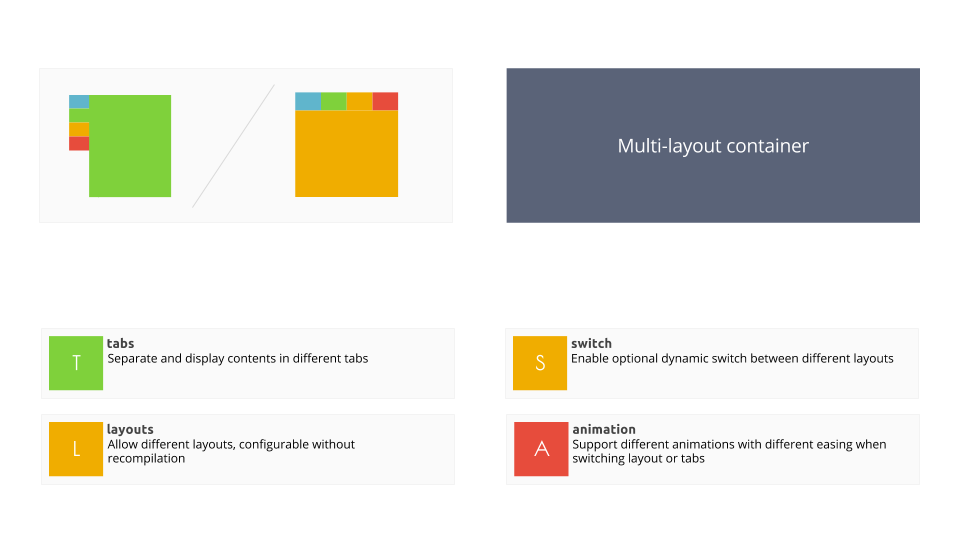 Multi-layout container
T
tabs
Separate and display contents in different tabs
S
switch
Enable optional dynamic switch between different layouts
L
layouts
Allow different layouts, configurable without
recompilation
A
animation
Support different animations with different easing when
switching layout or tabs